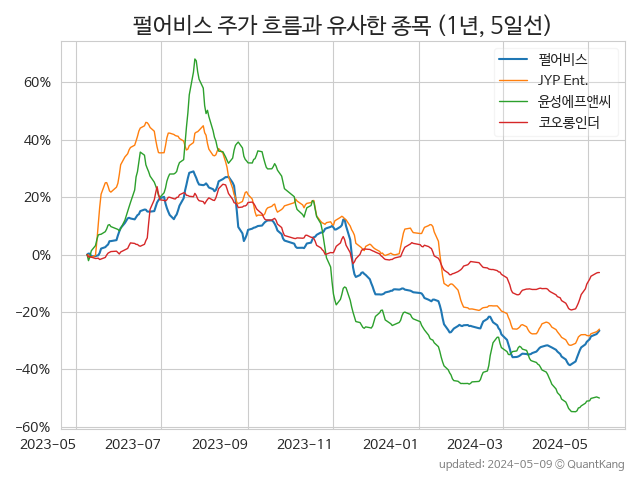 펄어비스 주가 흐름과 유사한 종목 (1년, 5일선)
펄어비스
JYP Ent.
윤성에프앤씨
코오롱인더
60%
40%
20%
0%
−20%
−40%
−60%
2023-05 2023-07 2023-09 2023-11 2024-01 2024-03 2024-05
updated: 2024-05-09 © QuantKang